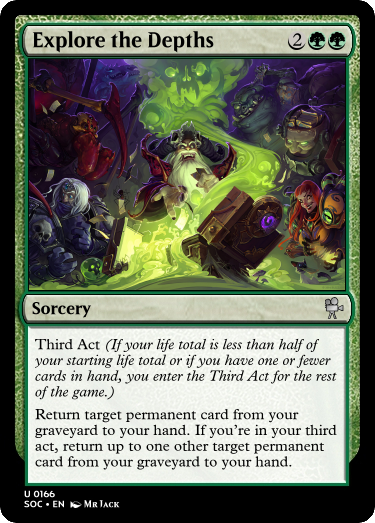 Explore the Depths 2
Sorcery
Third Act (If your life total is less than half of
your starting life total or if you have one or fewer
cards in hand, you enter the Third Act for the rest
of the game.)
Return target permanent card from your
graveyard to your hand. If you're in your third
act, return up to one other target permanent
card from your graveyard to your hand.
U 0166
SOC • EN Mr Jack